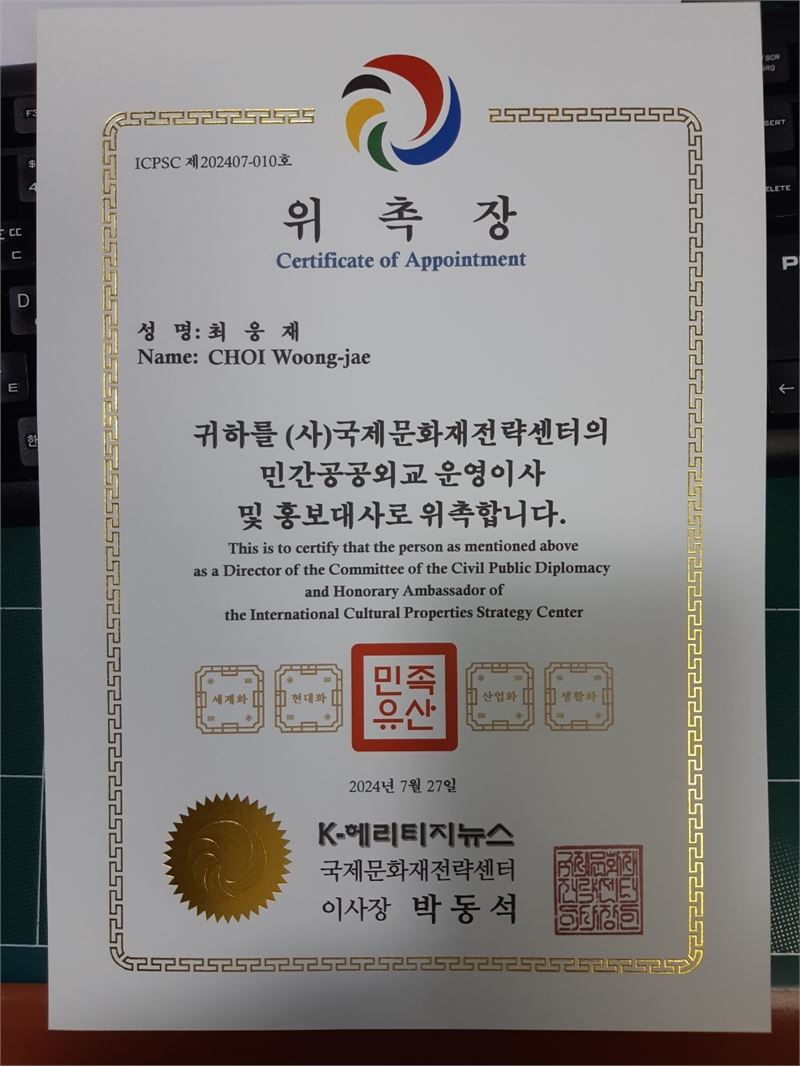 ICPSC 제202407-010호
위 촉 장
Certificate of Appointment
성 명: 최 웅 재
Name: CHOI Woong-jae
귀하를 (사)국제문화재전략센터의
민간공공외교 운영이사
및 홍보대사로 위촉합니다.
This is to certify that the person as mentioned above
as a Director of the Committee of the Civil Public Diplomacy
and Honorary Ambassador of
the International Cultural Properties Strategy Center
세계화 현대화 민족유산 산업화 생활화
2024년 7월 27일
K-헤리티지뉴스
국제문화재전략센터
이사장 박동석